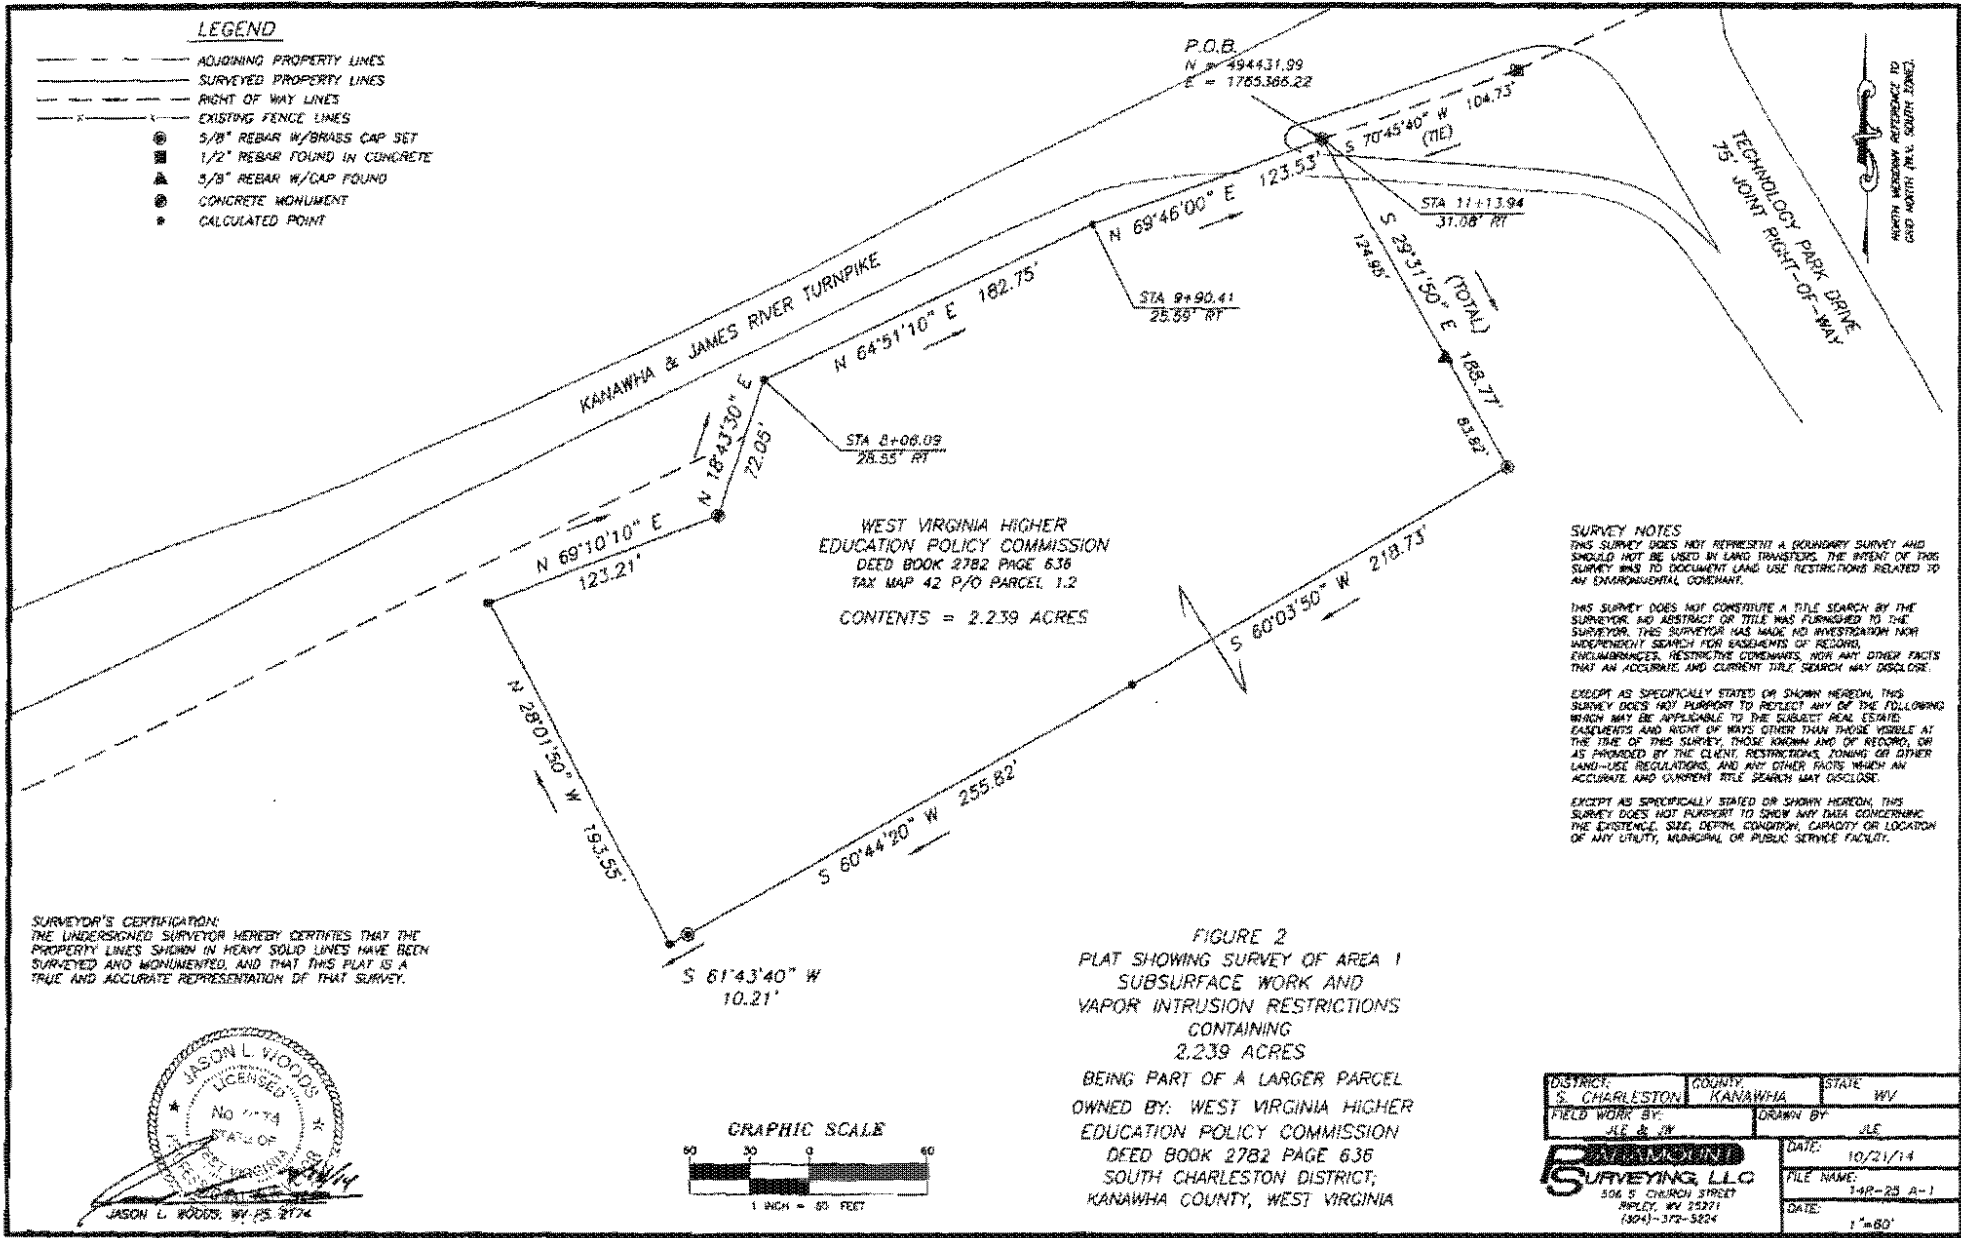 LEGEND
ADJOINING PROPERTY LINES
SURVEYED PROPERTY LINES
RIGHT OF WAY LINES
EXISTING FENCE LINES
5/8" REBAR W/BRASS CAP SET
1/2" REBAR FOUND IN CONCRETE
5/8" REBAR W/CAP FOUND
CONCRETE MONUMENT
CALCULATED POINT
P.O.B.
N = 494431.99
E = 1765366.22
S 70°45'40" W 104.73'
(TIE)
NORTH MERIDIAN REFERENCE TO
GRID NORTH (W.V. SOUTH ZONE)
TECHNOLOGY PARK DRIVE
75' JOINT RIGHT-OF-WAY
N 69°46'00" E 123.53'
STA 11+13.94
31.08' RT
S 29°31'50" E 188.77'
(TOTAL)
124.95'
83.82'
STA 9+90.41
25.59' RT
KANAWHA & JAMES RIVER TURNPIKE
N 64°51'10" E 182.75'
N 18°43'30" E
72.05'
STA 8+06.09
28.55' RT
N 69°10'10" E
123.21'
WEST VIRGINIA HIGHER
EDUCATION POLICY COMMISSION
DEED BOOK 2782 PAGE 636
TAX MAP 42 P/O PARCEL 1.2
CONTENTS = 2.239 ACRES
S 60°03'50" W 218.73'
N 28°01'50" W 193.55'
S 60°44'20" W 255.82'
S 61°43'40" W
10.21'
SURVEY NOTES
THIS SURVEY DOES NOT REPRESENT A BOUNDARY SURVEY AND
SHOULD NOT BE USED IN LAND TRANSFERS. THE INTENT OF THIS
SURVEY WAS TO DOCUMENT LAND USE RESTRICTIONS RELATED TO
AN ENVIRONMENTAL COVENANT.
THIS SURVEY DOES NOT CONSTITUTE A TITLE SEARCH BY THE
SURVEYOR. NO ABSTRACT OR TITLE WAS FURNISHED TO THE
SURVEYOR. THIS SURVEYOR HAS MADE NO INVESTIGATION NOR
INDEPENDENT SEARCH FOR EASEMENTS OF RECORD,
ENCUMBRANCES, RESTRICTIVE COVENANTS, NOR ANY OTHER FACTS
THAT AN ACCURATE AND CURRENT TITLE SEARCH MAY DISCLOSE.
EXCEPT AS SPECIFICALLY STATED OR SHOWN HEREON, THIS
SURVEY DOES NOT PURPORT TO REFLECT ANY OF THE FOLLOWING
WHICH MAY BE APPLICABLE TO THE SUBJECT REAL ESTATE:
EASEMENTS AND RIGHT OF WAYS OTHER THAN THOSE VISIBLE AT
THE TIME OF THIS SURVEY, THOSE KNOWN AND OF RECORD, OR
AS PROVIDED BY THE CLIENT, RESTRICTIONS, ZONING OR OTHER
LAND-USE REGULATIONS, AND ANY OTHER FACTS WHICH AN
ACCURATE AND CURRENT TITLE SEARCH MAY DISCLOSE.
EXCEPT AS SPECIFICALLY STATED OR SHOWN HEREON, THIS
SURVEY DOES NOT PURPORT TO SHOW ANY DATA CONCERNING
THE EXISTENCE, SIZE, DEPTH, CONDITION, CAPACITY OR LOCATION
OF ANY UTILITY, MUNICIPAL OR PUBLIC SERVICE FACILITY.
SURVEYOR'S CERTIFICATION:
THE UNDERSIGNED SURVEYOR HEREBY CERTIFIES THAT THE
PROPERTY LINES SHOWN IN HEAVY SOLID LINES HAVE BEEN
SURVEYED AND MONUMENTED, AND THAT THIS PLAT IS A
TRUE AND ACCURATE REPRESENTATION OF THAT SURVEY.
JASON L. WOODS
LICENSED
STATE OF
WEST VIRGINIA
JASON L. WOODS, WV PS 2174
GRAPHIC SCALE
60 30 0 60
1 INCH = 60 FEET
FIGURE 2
PLAT SHOWING SURVEY OF AREA 1
SUBSURFACE WORK AND
VAPOR INTRUSION RESTRICTIONS
CONTAINING
2.239 ACRES
BEING PART OF A LARGER PARCEL
OWNED BY: WEST VIRGINIA HIGHER
EDUCATION POLICY COMMISSION
DEED BOOK 2782 PAGE 636
SOUTH CHARLESTON DISTRICT;
KANAWHA COUNTY, WEST VIRGINIA
DISTRICT: S. CHARLESTON
COUNTY: KANAWHA
STATE WV
FIELD WORK BY: JLE & JW
DRAWN BY JLE
SURVEYING, LLC
RIPLEY, WV 25271
(304)-372-5224
DATE: 10/21/14
FILE NAME: 14R-25 A-1
DATE: 1"=60'